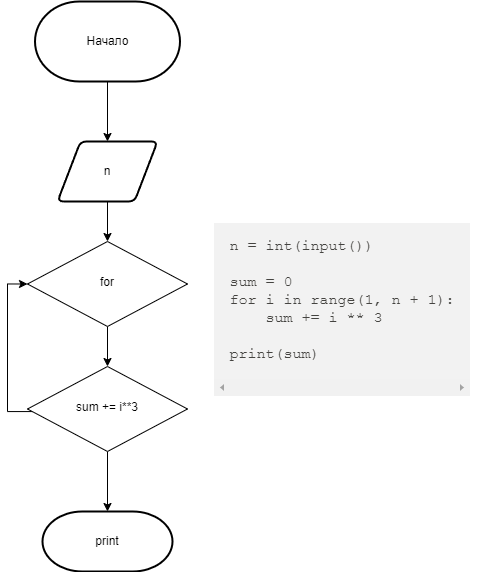 Начало
n
for
sum += i**3
print
n = int(input())
sum = 0
for i in range(1, n + 1):
    sum += i ** 3
print(sum)